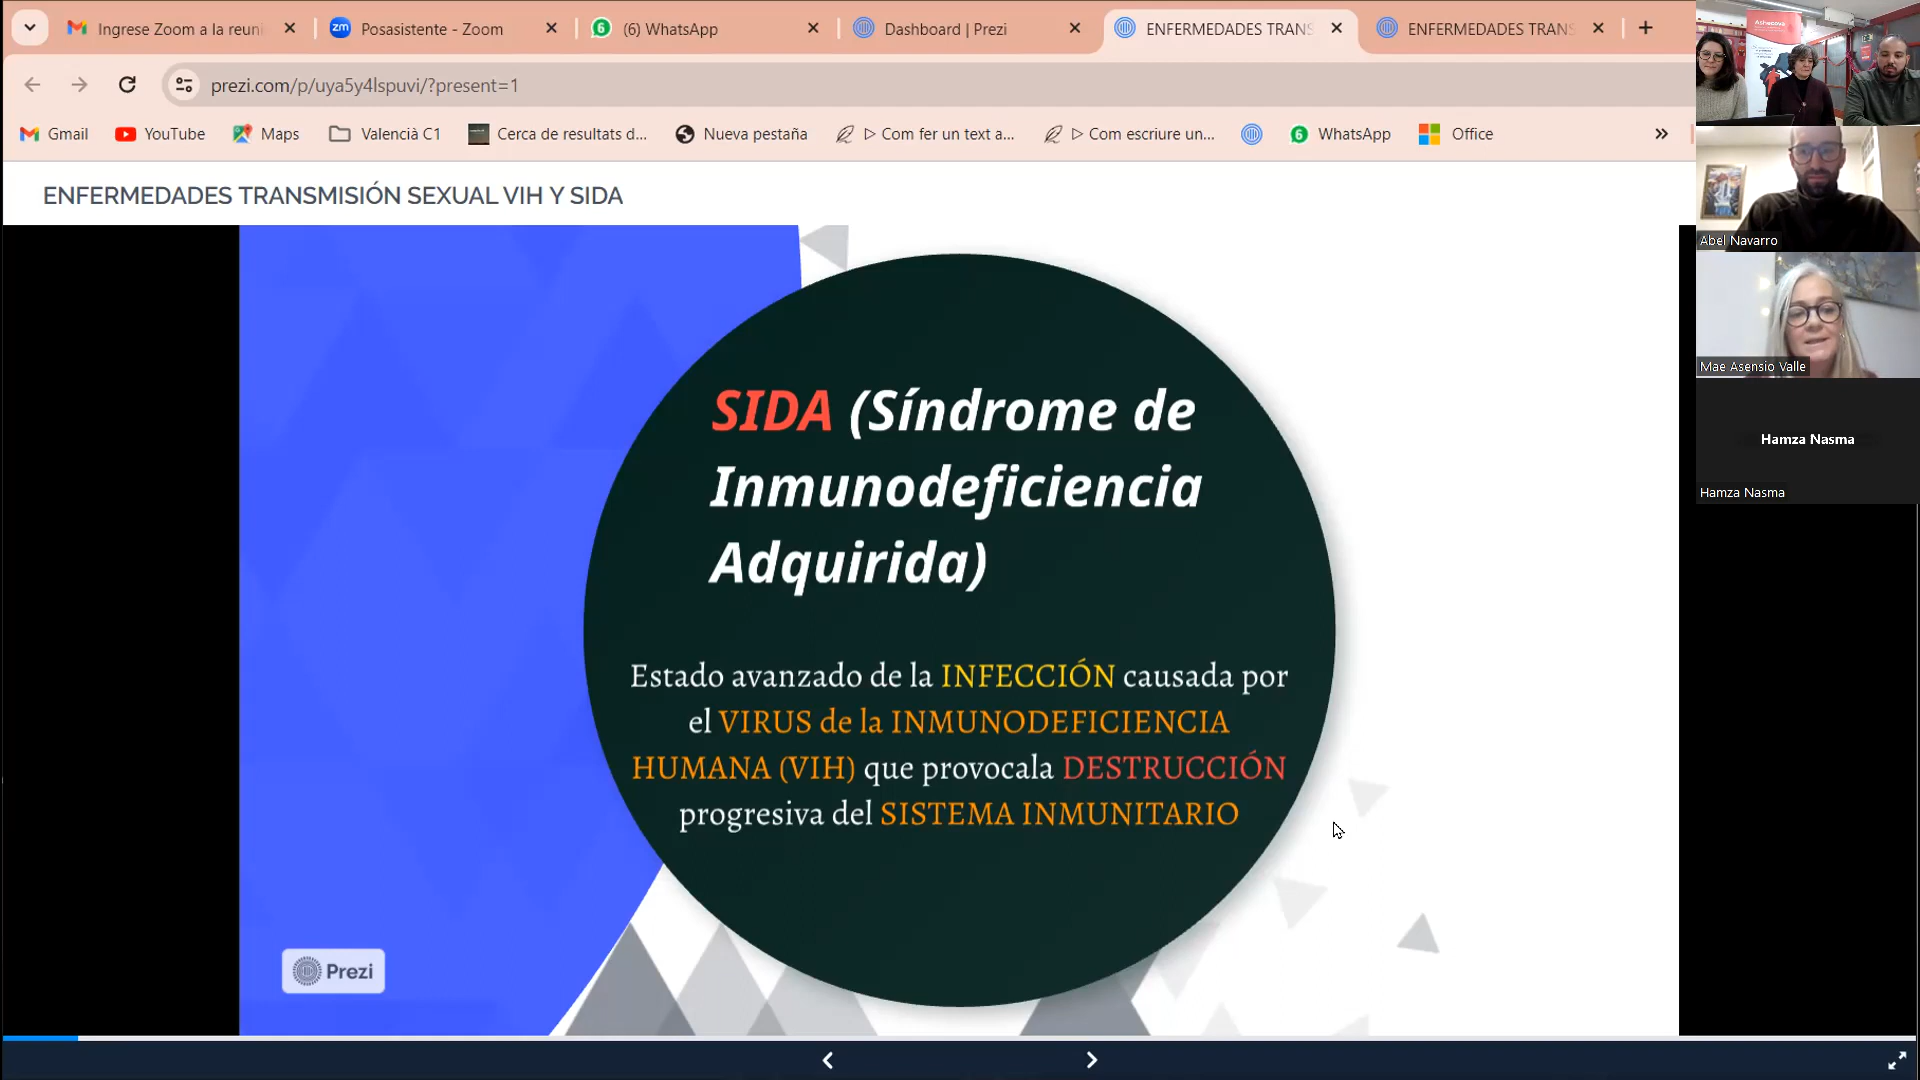 Ingrese Zoom a la reuni
Posasistente - Zoom
(6) WhatsApp
Dashboard | Prezi
ENFERMEDADES TRANS
ENFERMEDADES TRANS
prezi.com/p/uya5y4lspuvi/?present=1
Gmail
YouTube
Maps
Valencià C1
Cerca de resultats d...
Nueva pestaña
▷ Com fer un text a...
▷ Com escriure un...
WhatsApp
Office
ENFERMEDADES TRANSMISIÓN SEXUAL VIH Y SIDA
SIDA (Síndrome de
Inmunodeficiencia
Adquirida)
Estado avanzado de la INFECCIÓN causada por
el VIRUS de la INMUNODEFICIENCIA
HUMANA (VIH) que provocala DESTRUCCIÓN
progresiva del SISTEMA INMUNITARIO
Prezi
Abel Navarro
Mae Asensio Valle
Hamza Nasma
Hamza Nasma